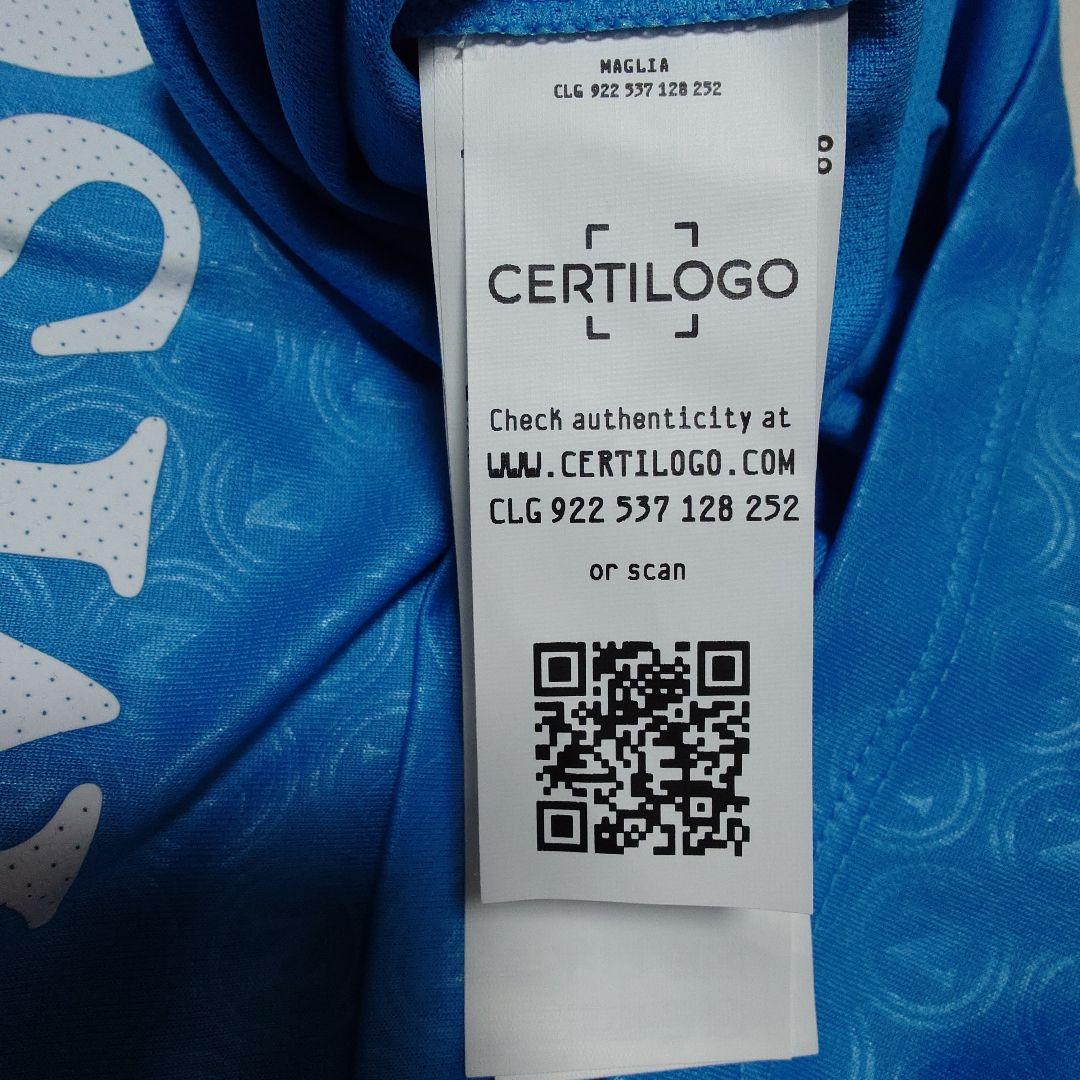 MAGLIA
CLG 922 537 128 252
CERTILOGO
Check authenticity at
WWW.CERTILOGO.COM
CLG 922 537 128 252
or scan